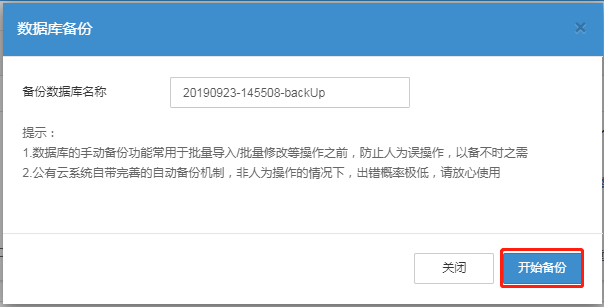 数据库备份
备份数据库名称
20190923-145508-backUp
提示：
1.数据库的手动备份功能常用于批量导入/批量修改等操作之前，防止人为误操作，以备不时之需
2.公有云系统自带完善的自动备份机制，非人为操作的情况下，出错概率极低，请放心使用
关闭
开始备份